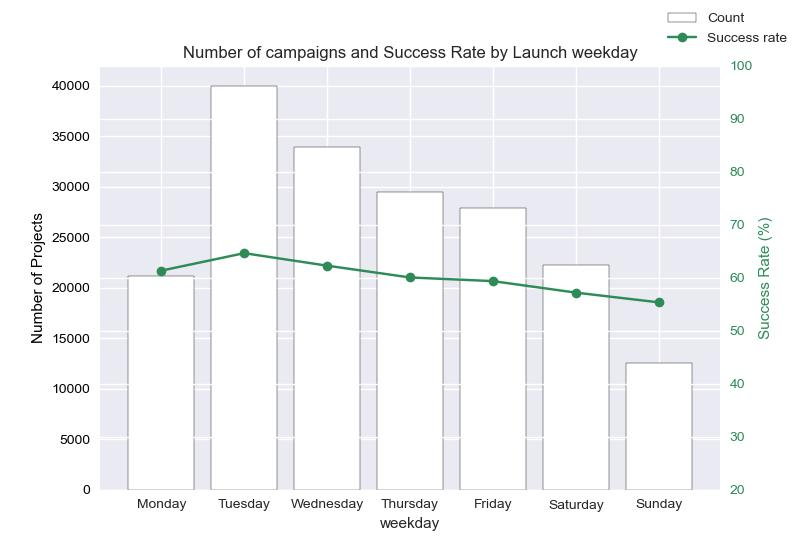 Count
Success rate
Number of campaigns and Success Rate by Launch weekday
40000
35000
30000
25000
20000
15000
10000
5000
0
Number of Projects
100
90
80
70
60
50
40
30
20
Success Rate (%)
Monday Tuesday Wednesday Thursday Friday Saturday Sunday
weekday